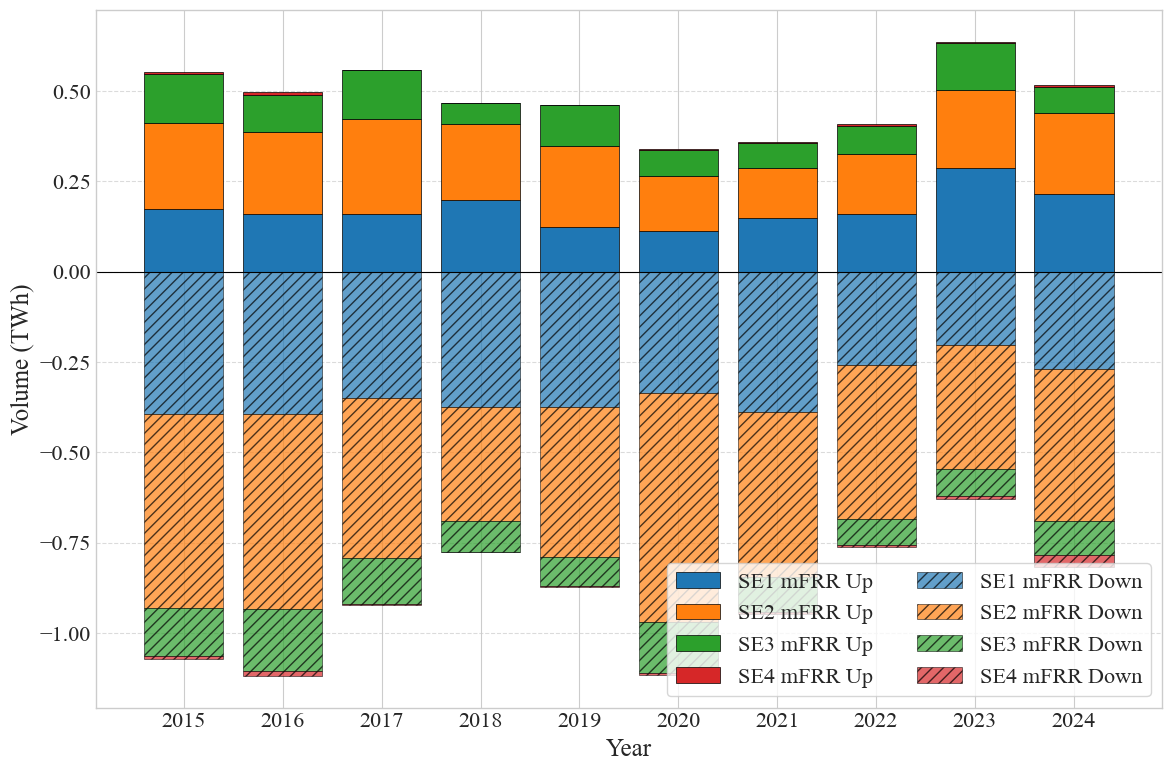 0.50
0.25
0.00
−0.25
−0.50
−0.75
−1.00
Volume (TWh)
SE1 mFRR Up
SE2 mFRR Up
SE3 mFRR Up
SE4 mFRR Up
SE1 mFRR Down
SE2 mFRR Down
SE3 mFRR Down
SE4 mFRR Down
2015 2016 2017 2018 2019 2020 2021 2022 2023 2024
Year